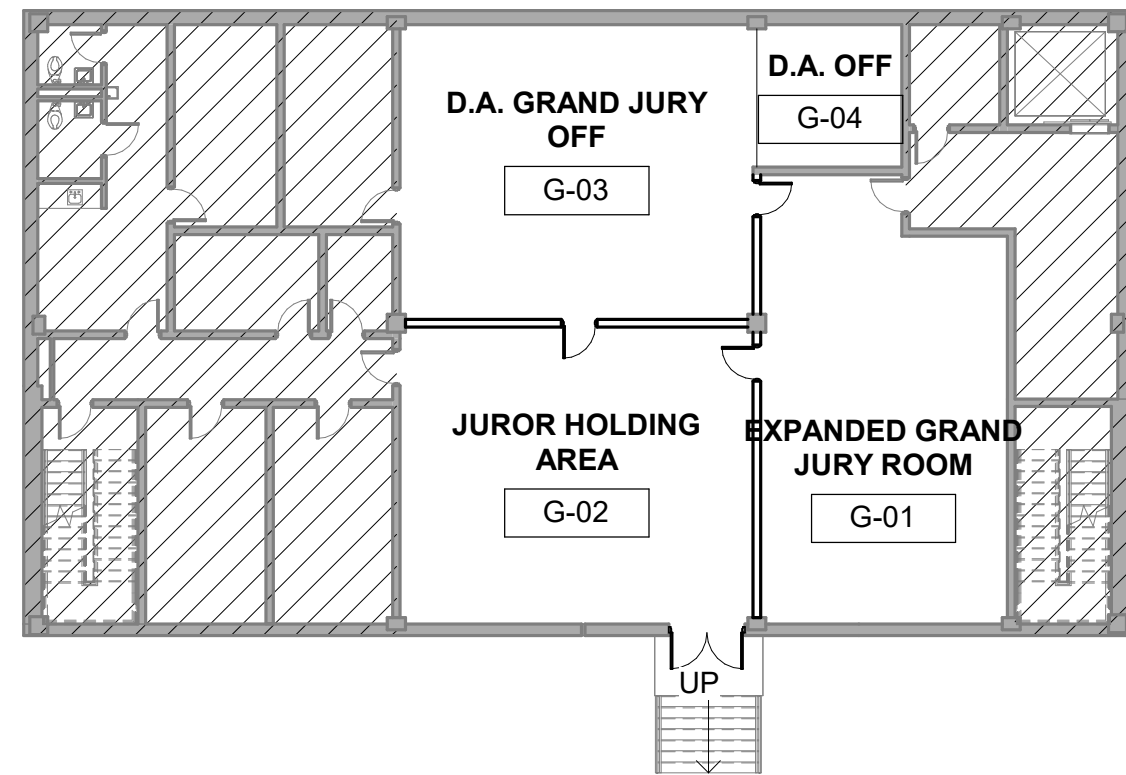 D.A. GRAND JURY
OFF
G-03
D.A. OFF
G-04
JUROR HOLDING
AREA
G-02
EXPANDED GRAND
JURY ROOM
G-01
UP